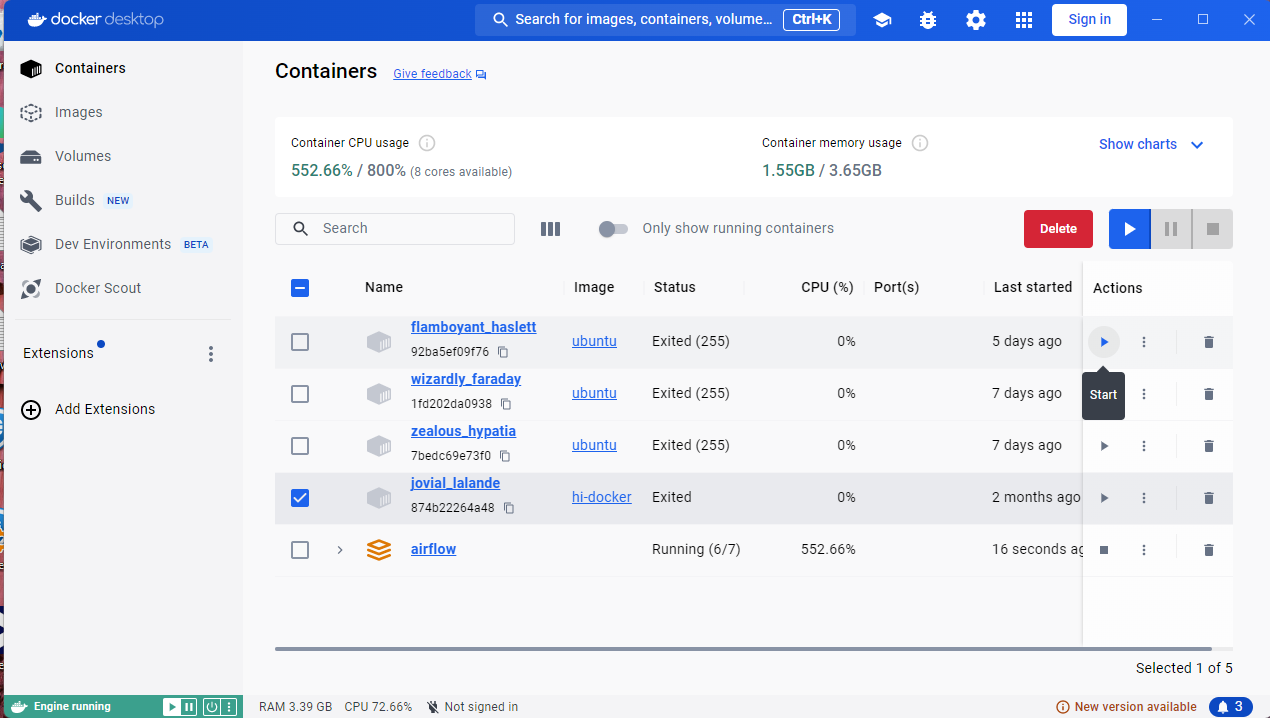 docker desktop
Search for images, containers, volume... Ctrl+K
Sign in
Containers
Images
Volumes
Builds NEW
Dev Environments BETA
Docker Scout
Extensions
Add Extensions
Containers Give feedback
Container CPU usage
552.66% / 800% (8 cores available)
Container memory usage
1.55GB / 3.65GB
Show charts
Search
Only show running containers
Delete
Name Image Status CPU (%) Port(s) Last started Actions
flamboyant_haslett
92ba5ef09f76
ubuntu Exited (255) 0% 5 days ago
Start
wizardly_faraday
1fd202da0938
ubuntu Exited (255) 0% 7 days ago
zealous_hypatia
7bedc69e73f0
ubuntu Exited (255) 0% 7 days ago
jovial_lalande
874b22264a48
hi-docker Exited 0% 2 months ago
airflow Running (6/7) 552.66% 16 seconds ag
Selected 1 of 5
Engine running
RAM 3.39 GB CPU 72.66% Not signed in
New version available 3